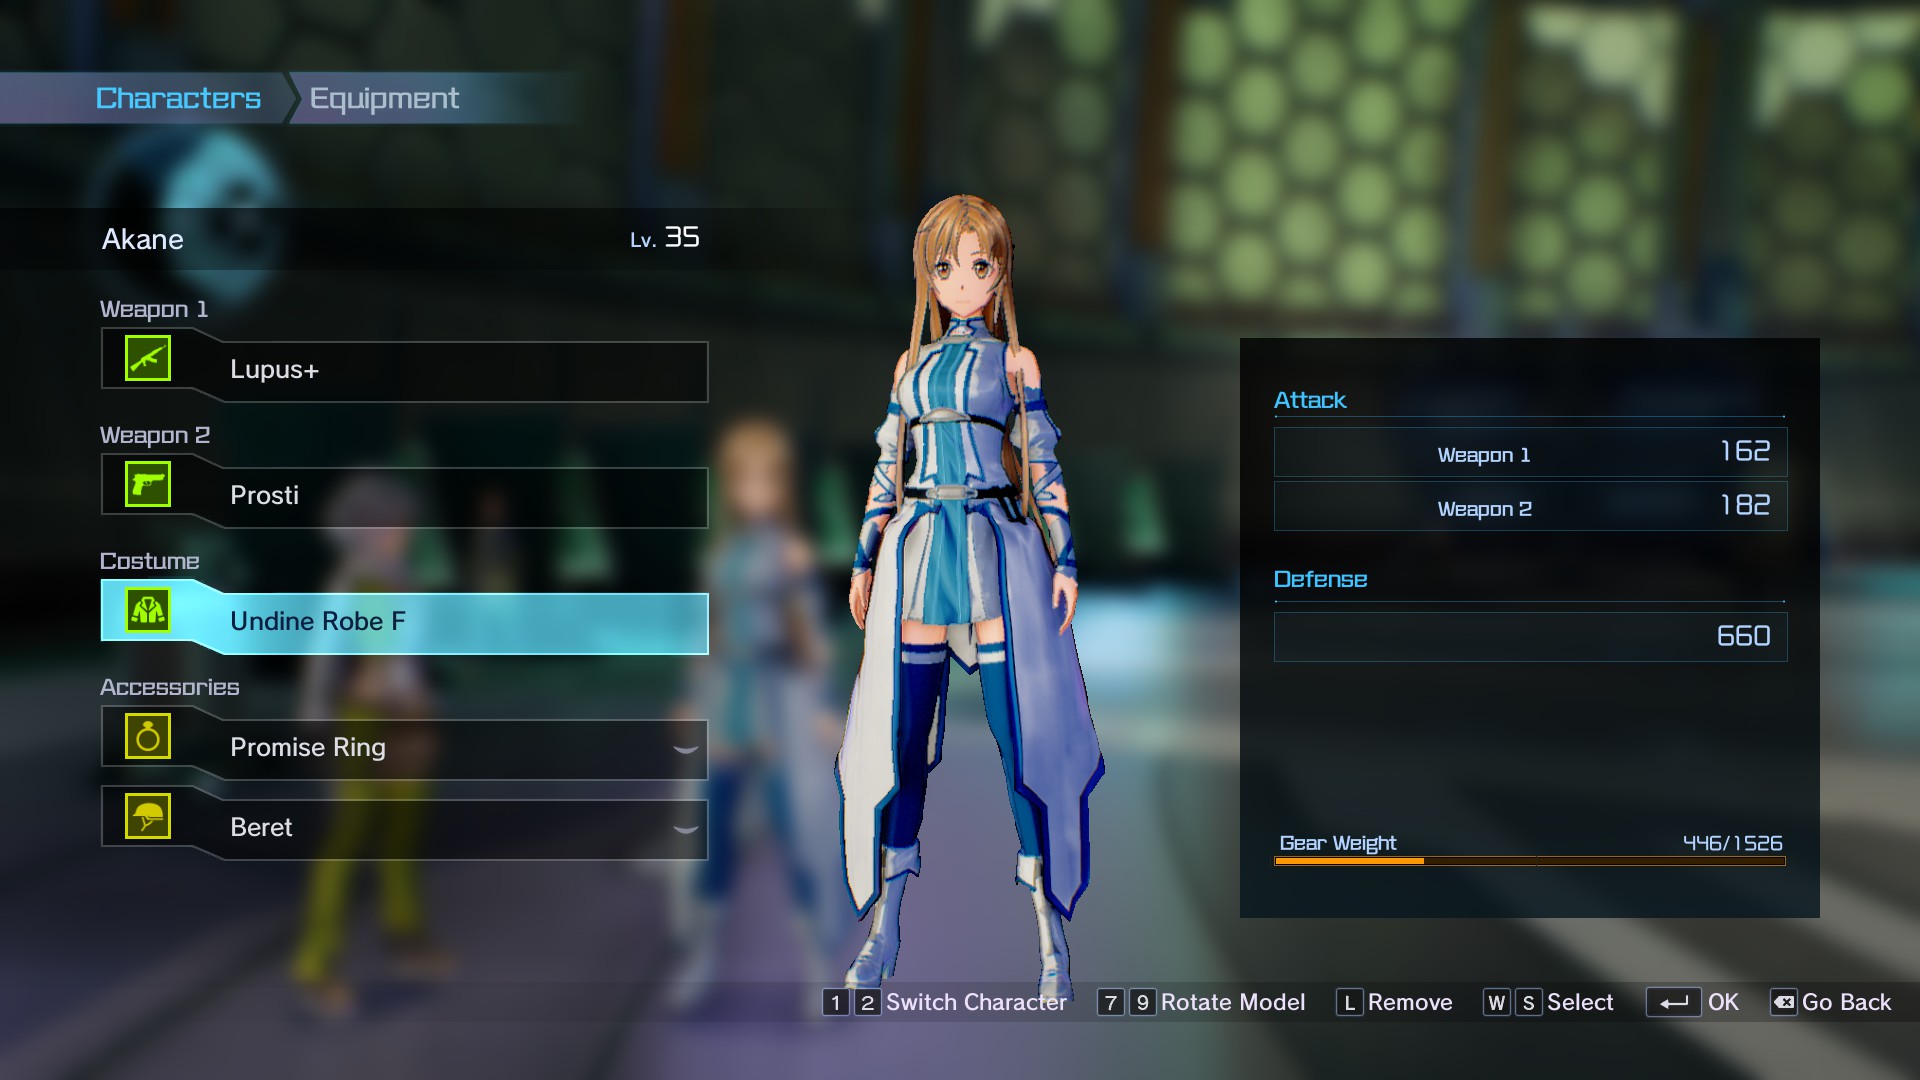 Characters
Equipment
Akane
Lv. 35
Weapon 1
Lupus+
Weapon 2
Prosti
Costume
Undine Robe F
Accessories
Promise Ring
Beret
Attack
Weapon 1 162
Weapon 2 182
Defense
660
Gear Weight 446/1526
1 2 Switch Character 7 9 Rotate Model L Remove W S Select OK Go Back